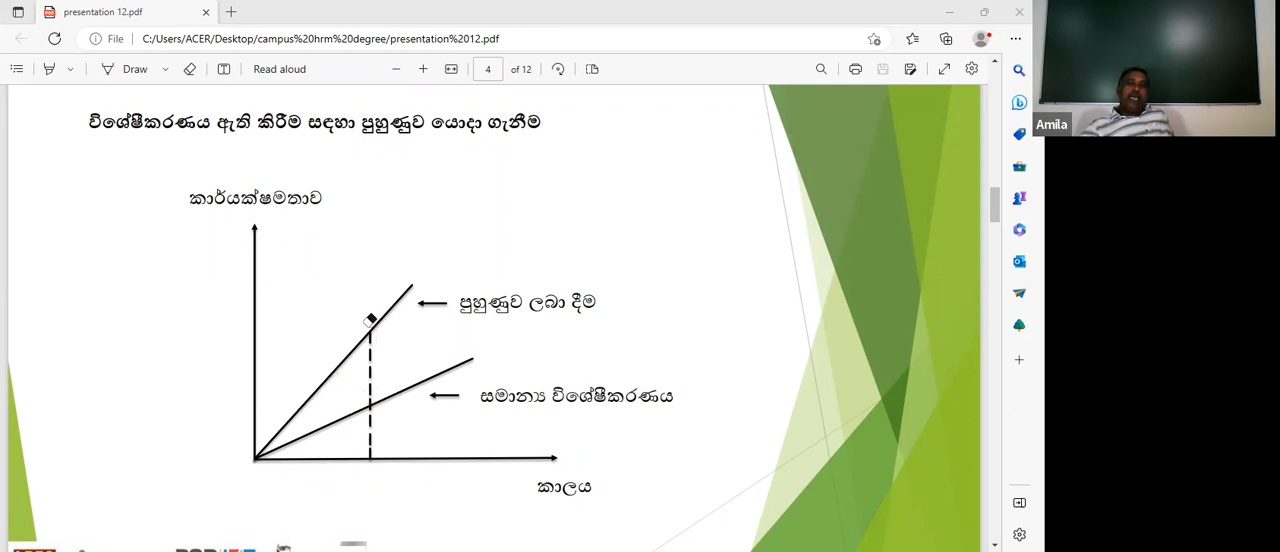 presentation 12.pdf
File
C:/Users/ACER/Desktop/campus%20hrm%20degree/presentation%2012.pdf
Draw
Read aloud
4
of 12
විශේෂීකරණය ඇති කිරීම සඳහා පුහුණුව යොදා ගැනීම
කාර්යක්ෂමතාව
පුහුණුව ලබා දීම
සමාන්‍ය විශේෂීකරණය
කාලය
Amila